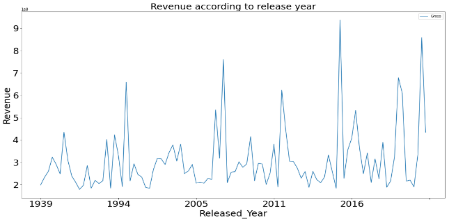 Revenue according to release year
1e8
Gross
9
8
7
6
5
4
3
2
Revenue
1939
1994
2005
2011
2016
Released_Year